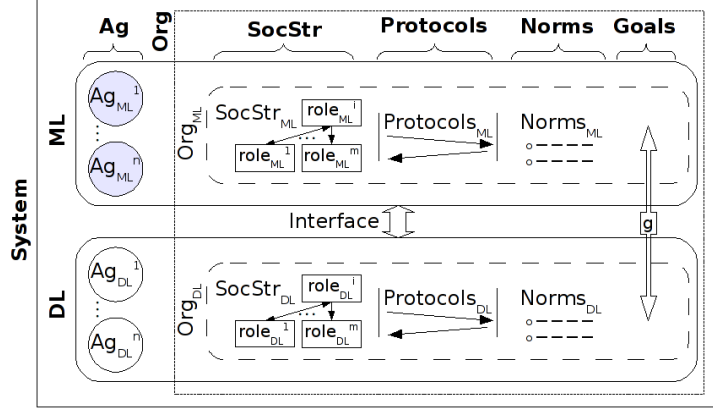 Ag Org SocStr Protocols Norms Goals
System
ML
Ag_ML^1
⋮
Ag_ML^n
Org_ML
SocStr_ML
role_ML^i
...
role_ML^1 role_ML^m
Protocols_ML
Norms_ML
Interface
g
DL
Ag_DL^1
⋮
Ag_DL^n
Org_DL
SocStr_DL
role_DL^i
...
role_DL^1 role_DL^m
Protocols_DL
Norms_DL